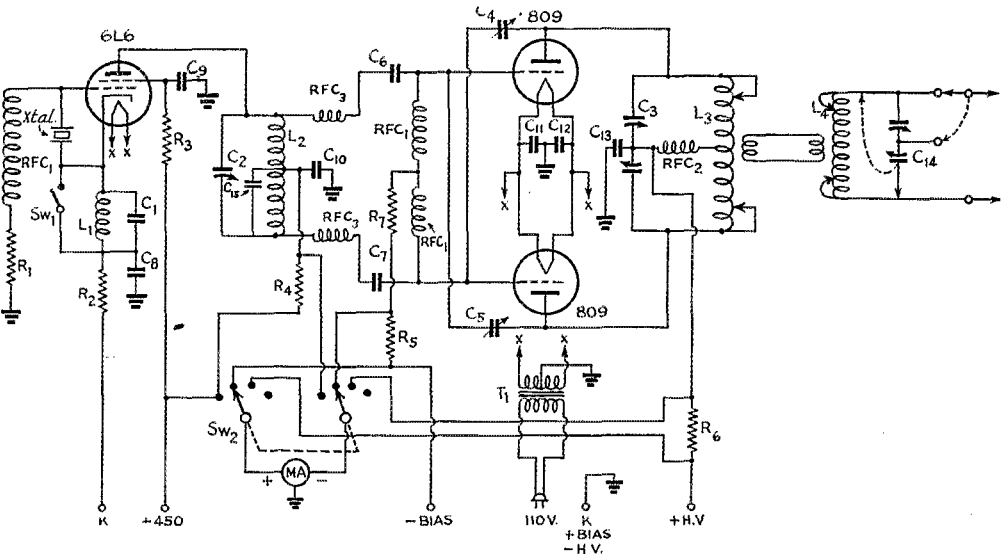 C4 809
6L6
C9
C6
RFC3
Xtal.
RFC1
R3
L2
RFC1
C11 C12
C13
C3
L3
L4
C2
C10
C15
RFC2
C14
X X
Sw1
L1
C1
R7
RFC1
X
X
RFC3
R1
C8
C7
R2
R4
C5
809
R5
X X
T1
Sw2
R6
+ MA −
K
+450
−BIAS
110V.
K
+BIAS
−H.V.
+H.V